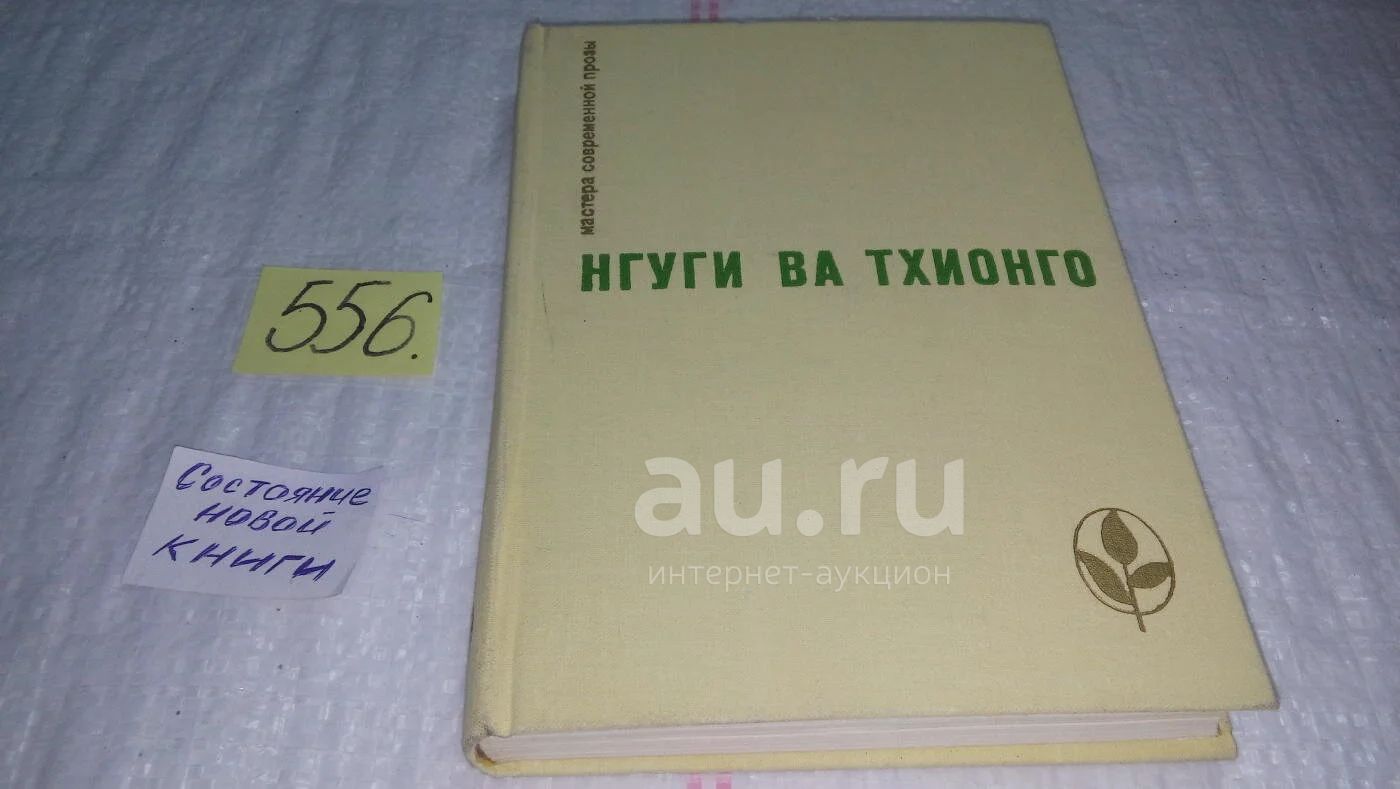 мастера современной прозы
НГУГИ ВА ТХИОНГО
556.
Состояние
новой
книги
au.ru
интернет-аукцион